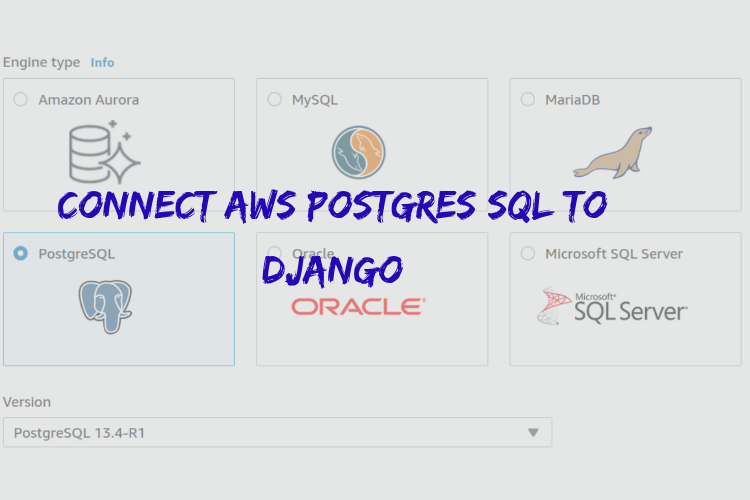 Engine type Info
Amazon Aurora
MySQL
MariaDB
CONNECT AWS POSTGRES SQL TO
DJANGO
PostgreSQL
Oracle
Microsoft SQL Server
ORACLE®
Microsoft®
SQL Server®
Version
PostgreSQL 13.4-R1